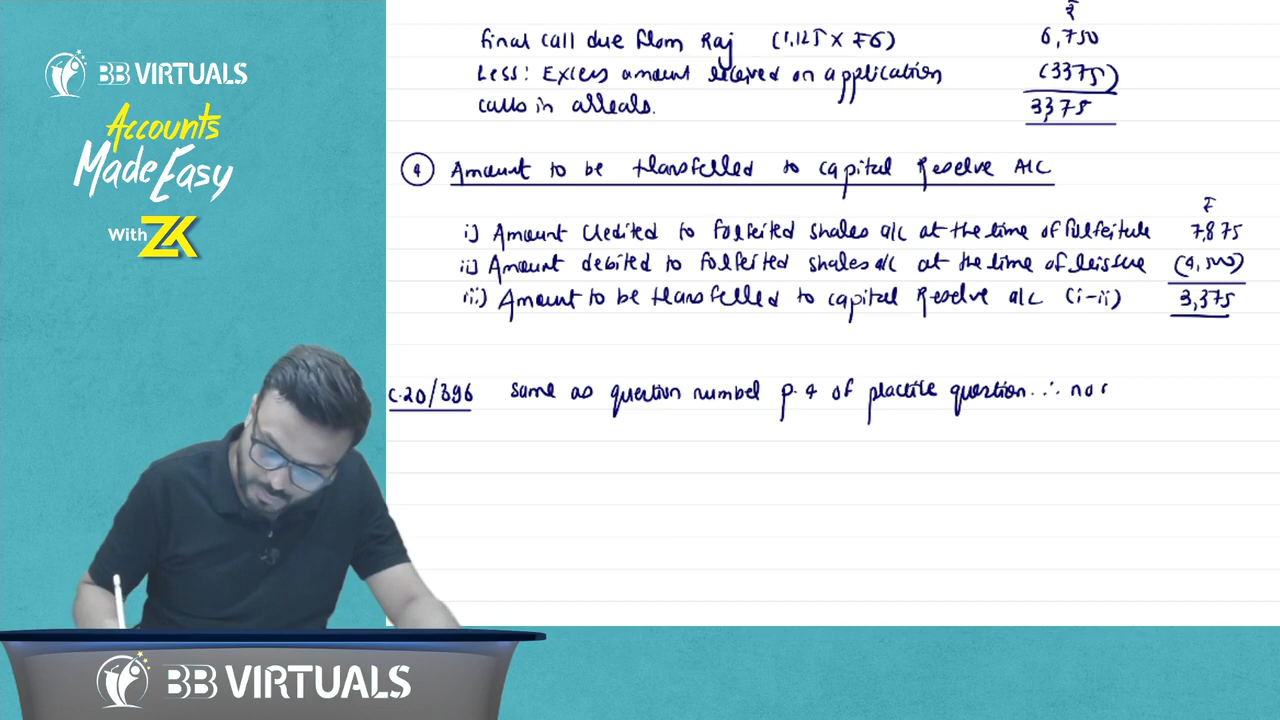 BB VIRTUALS
Accounts
Made Easy
With ZK
₹
final call due from Raj (1,125 X ₹6) 6,750
Less: Excess amount received on application (3375)
calls in arrears. 3,375
4 Amount to be transferred to capital Reserve A/C
₹
i) Amount credited to forfeited shares a/c at the time of forfeiture 7,875
ii) Amount debited to forfeited shares a/c at the time of reissue (4,500)
iii) Amount to be transferred to capital Reserve a/c (i-ii) 3,375
C.20/396 Same as question number p.4 of practice question. ∴ no
BB VIRTUALS